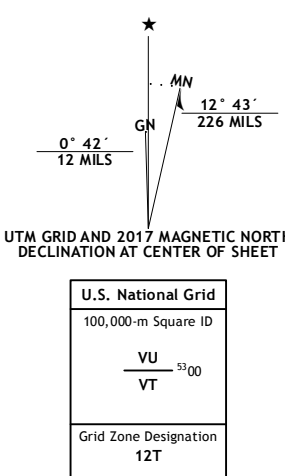 ★
MN
GN
12° 43´
226 MILS
0° 42´
12 MILS
UTM GRID AND 2017 MAGNETIC NORTH
DECLINATION AT CENTER OF SHEET
U.S. National Grid
100,000-m Square ID
VU
5300
VT
Grid Zone Designation
12T